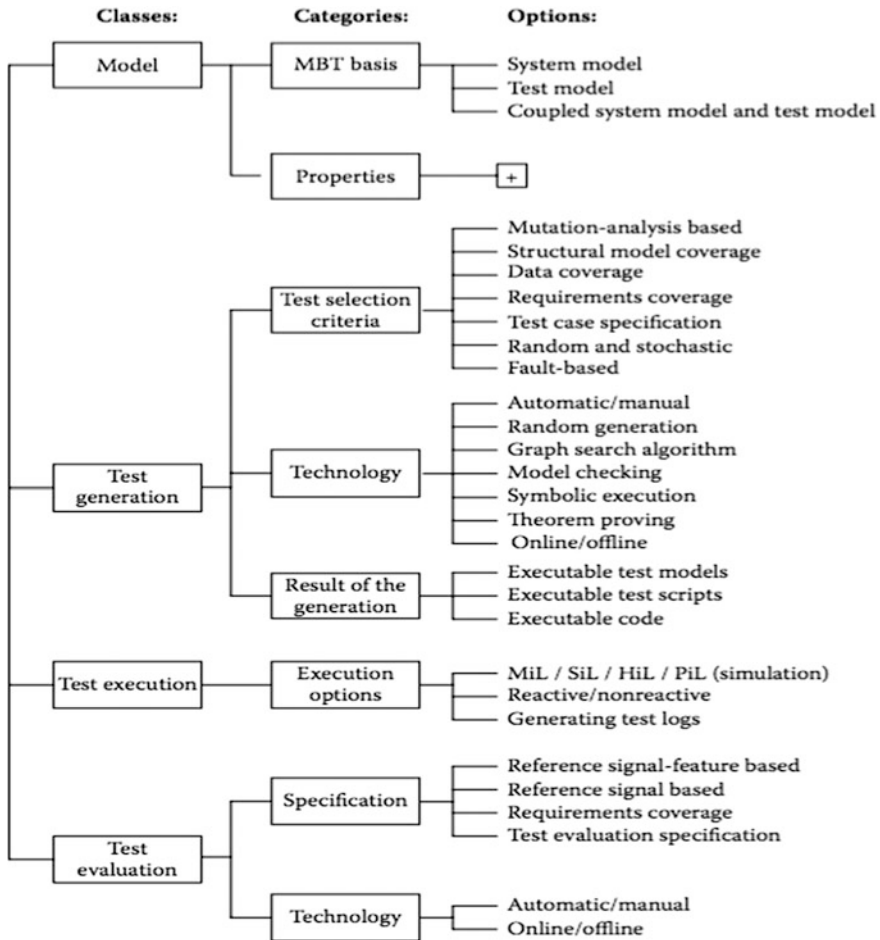 Classes: Categories: Options:
Model
MBT basis
System model
Test model
Coupled system model and test model
Properties
+
Test generation
Test selection
criteria
Mutation-analysis based
Structural model coverage
Data coverage
Requirements coverage
Test case specification
Random and stochastic
Fault-based
Technology
Automatic/manual
Random generation
Graph search algorithm
Model checking
Symbolic execution
Theorem proving
Online/offline
Result of the
generation
Executable test models
Executable test scripts
Executable code
Test execution
Execution
options
MiL / SiL / HiL / PiL (simulation)
Reactive/nonreactive
Generating test logs
Test
evaluation
Specification
Reference signal-feature based
Reference signal based
Requirements coverage
Test evaluation specification
Technology
Automatic/manual
Online/offline